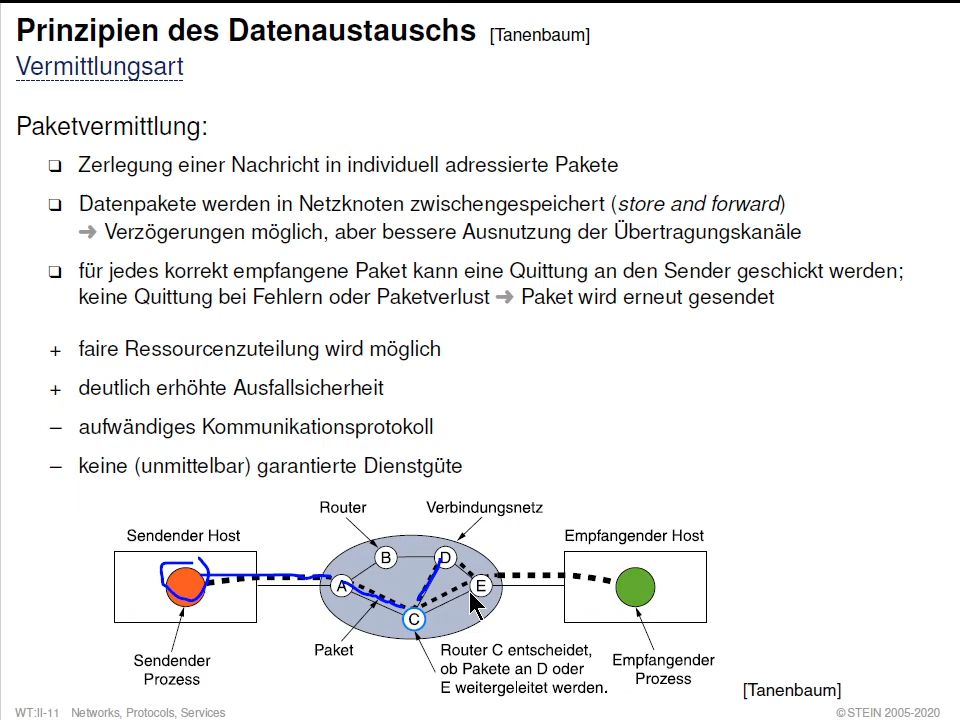 Prinzipien des Datenaustauschs [Tanenbaum]
Vermittlungsart
Paketvermittlung:
❏ Zerlegung einer Nachricht in individuell adressierte Pakete
❏ Datenpakete werden in Netzknoten zwischengespeichert (store and forward)
➜ Verzögerungen möglich, aber bessere Ausnutzung der Übertragungskanäle
❏ für jedes korrekt empfangene Paket kann eine Quittung an den Sender geschickt werden;
keine Quittung bei Fehlern oder Paketverlust ➜ Paket wird erneut gesendet
+ faire Ressourcenzuteilung wird möglich
+ deutlich erhöhte Ausfallsicherheit
– aufwändiges Kommunikationsprotokoll
– keine (unmittelbar) garantierte Dienstgüte
Router
Verbindungsnetz
Sendender Host
Empfangender Host
B
D
A
E
C
Paket
Sendender
Prozess
Router C entscheidet,
ob Pakete an D oder
E weitergeleitet werden.
Empfangender
Prozess
[Tanenbaum]
WT:II-11 Networks, Protocols, Services
©STEIN 2005-2020